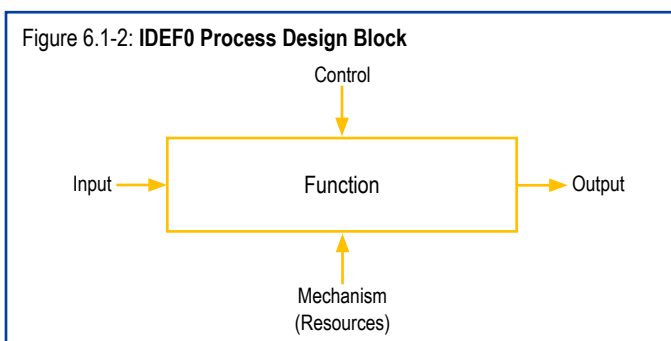 Figure 6.1-2: IDEF0 Process Design Block
Control
Input
Function
Output
Mechanism
(Resources)